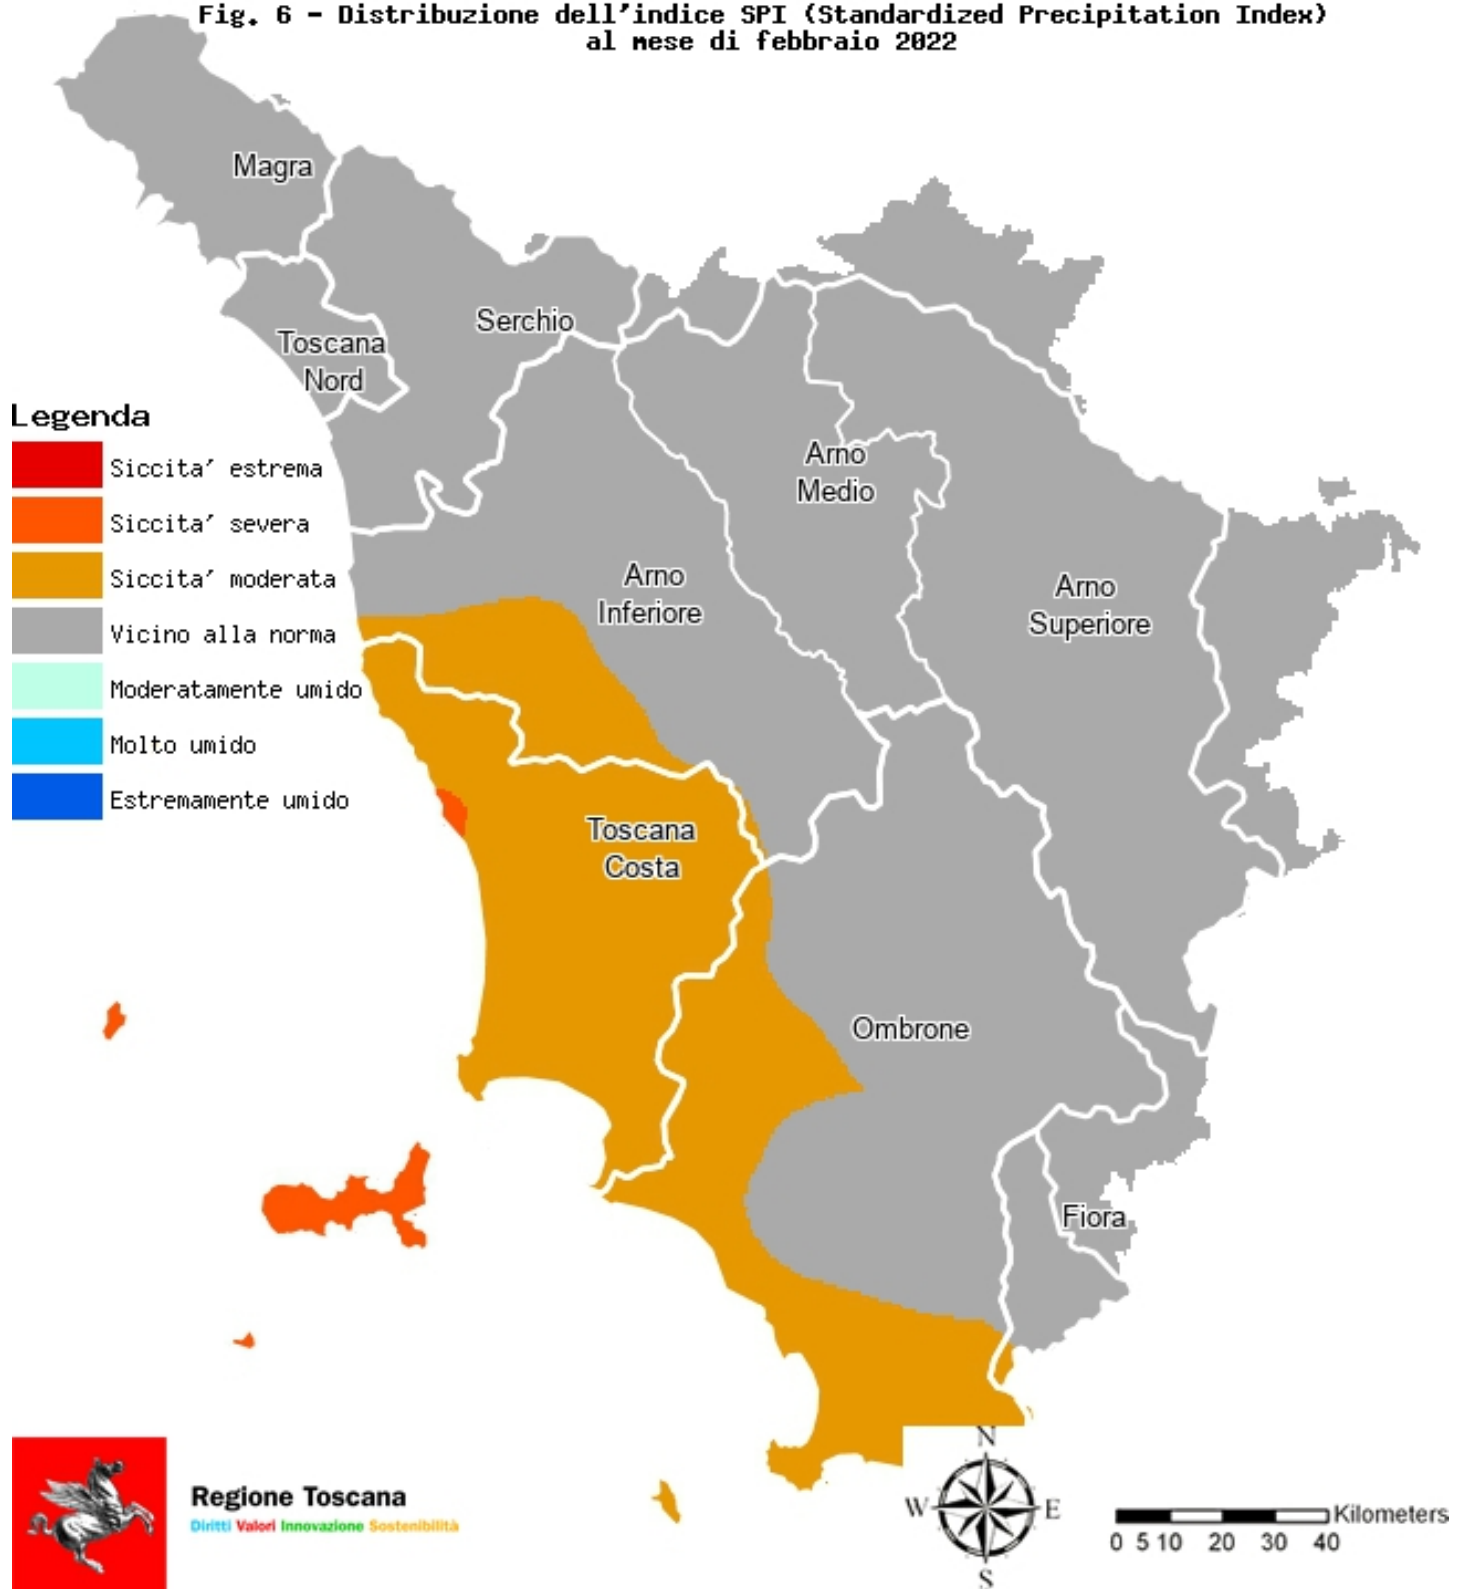 Fig. 6 - Distribuzione dell'indice SPI (Standardized Precipitation Index)
al mese di febbraio 2022
Magra
Serchio
Toscana
Nord
Legenda
Siccita' estrema
Siccita' severa
Siccita' moderata
Vicino alla norma
Moderatamente umido
Molto umido
Estremamente umido
Arno
Medio
Arno
Inferiore
Arno
Superiore
Toscana
Costa
Ombrone
Fiora
Regione Toscana
Diritti Valori Innovazione Sostenibilità
N
W
E
S
Kilometers
0 5 10 20 30 40